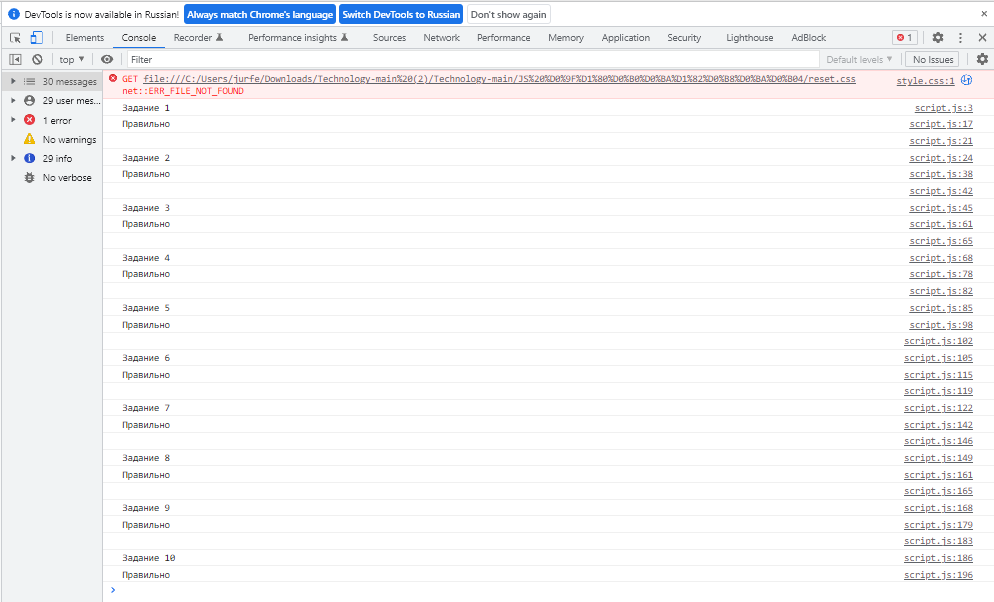 DevTools is now available in Russian! Always match Chrome's language Switch DevTools to Russian Don't show again
Elements Console Recorder Performance insights Sources Network Performance Memory Application Security Lighthouse AdBlock 1
top Filter Default levels No Issues
30 messages
29 user mes...
1 error
No warnings
29 info
No verbose
GET file:///C:/Users/jurfe/Downloads/Technology-main%20(2)/Technology-main/JS%20%D0%9F%D1%80%D0%B0%D0%BA%D1%82%D0%B8%D0%BA%D0%B04/reset.css style.css:1
net::ERR_FILE_NOT_FOUND
Задание 1 script.js:3
Правильно script.js:17
script.js:21
Задание 2 script.js:24
Правильно script.js:38
script.js:42
Задание 3 script.js:45
Правильно script.js:61
script.js:65
Задание 4 script.js:68
Правильно script.js:78
script.js:82
Задание 5 script.js:85
Правильно script.js:98
script.js:102
Задание 6 script.js:105
Правильно script.js:115
script.js:119
Задание 7 script.js:122
Правильно script.js:142
script.js:146
Задание 8 script.js:149
Правильно script.js:161
script.js:165
Задание 9 script.js:168
Правильно script.js:179
script.js:183
Задание 10 script.js:186
Правильно script.js:196